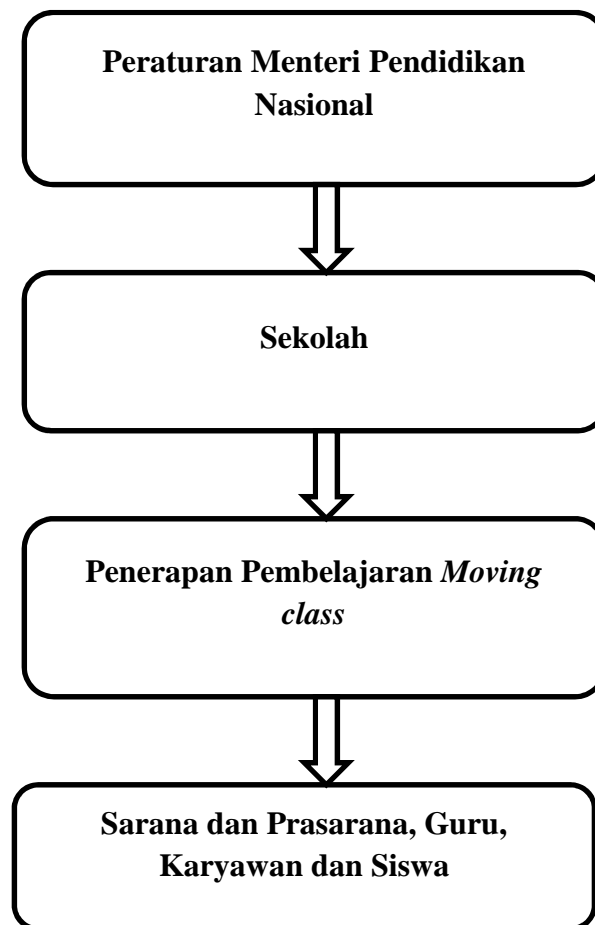 Peraturan Menteri Pendidikan
Nasional
Sekolah
Penerapan Pembelajaran Moving
class
Sarana dan Prasarana, Guru,
Karyawan dan Siswa